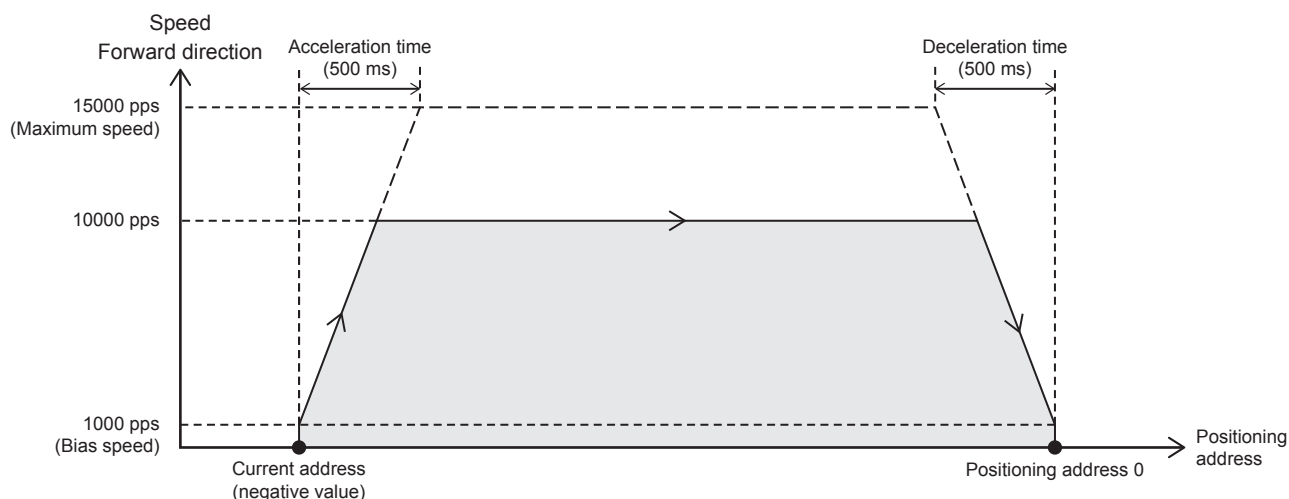 Speed
Forward direction
Acceleration time
(500 ms)
Deceleration time
(500 ms)
15000 pps
(Maximum speed)
10000 pps
1000 pps
(Bias speed)
Positioning
address
Current address
(negative value)
Positioning address 0